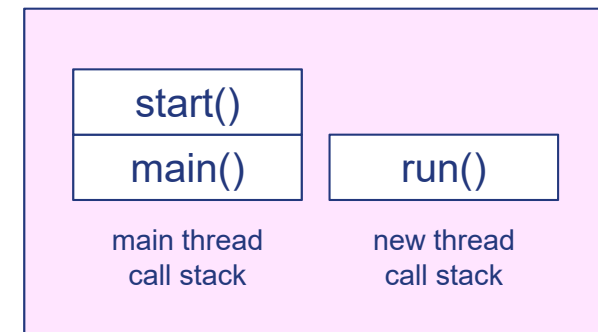 start()
main()
run()
main thread
call stack
new thread
call stack